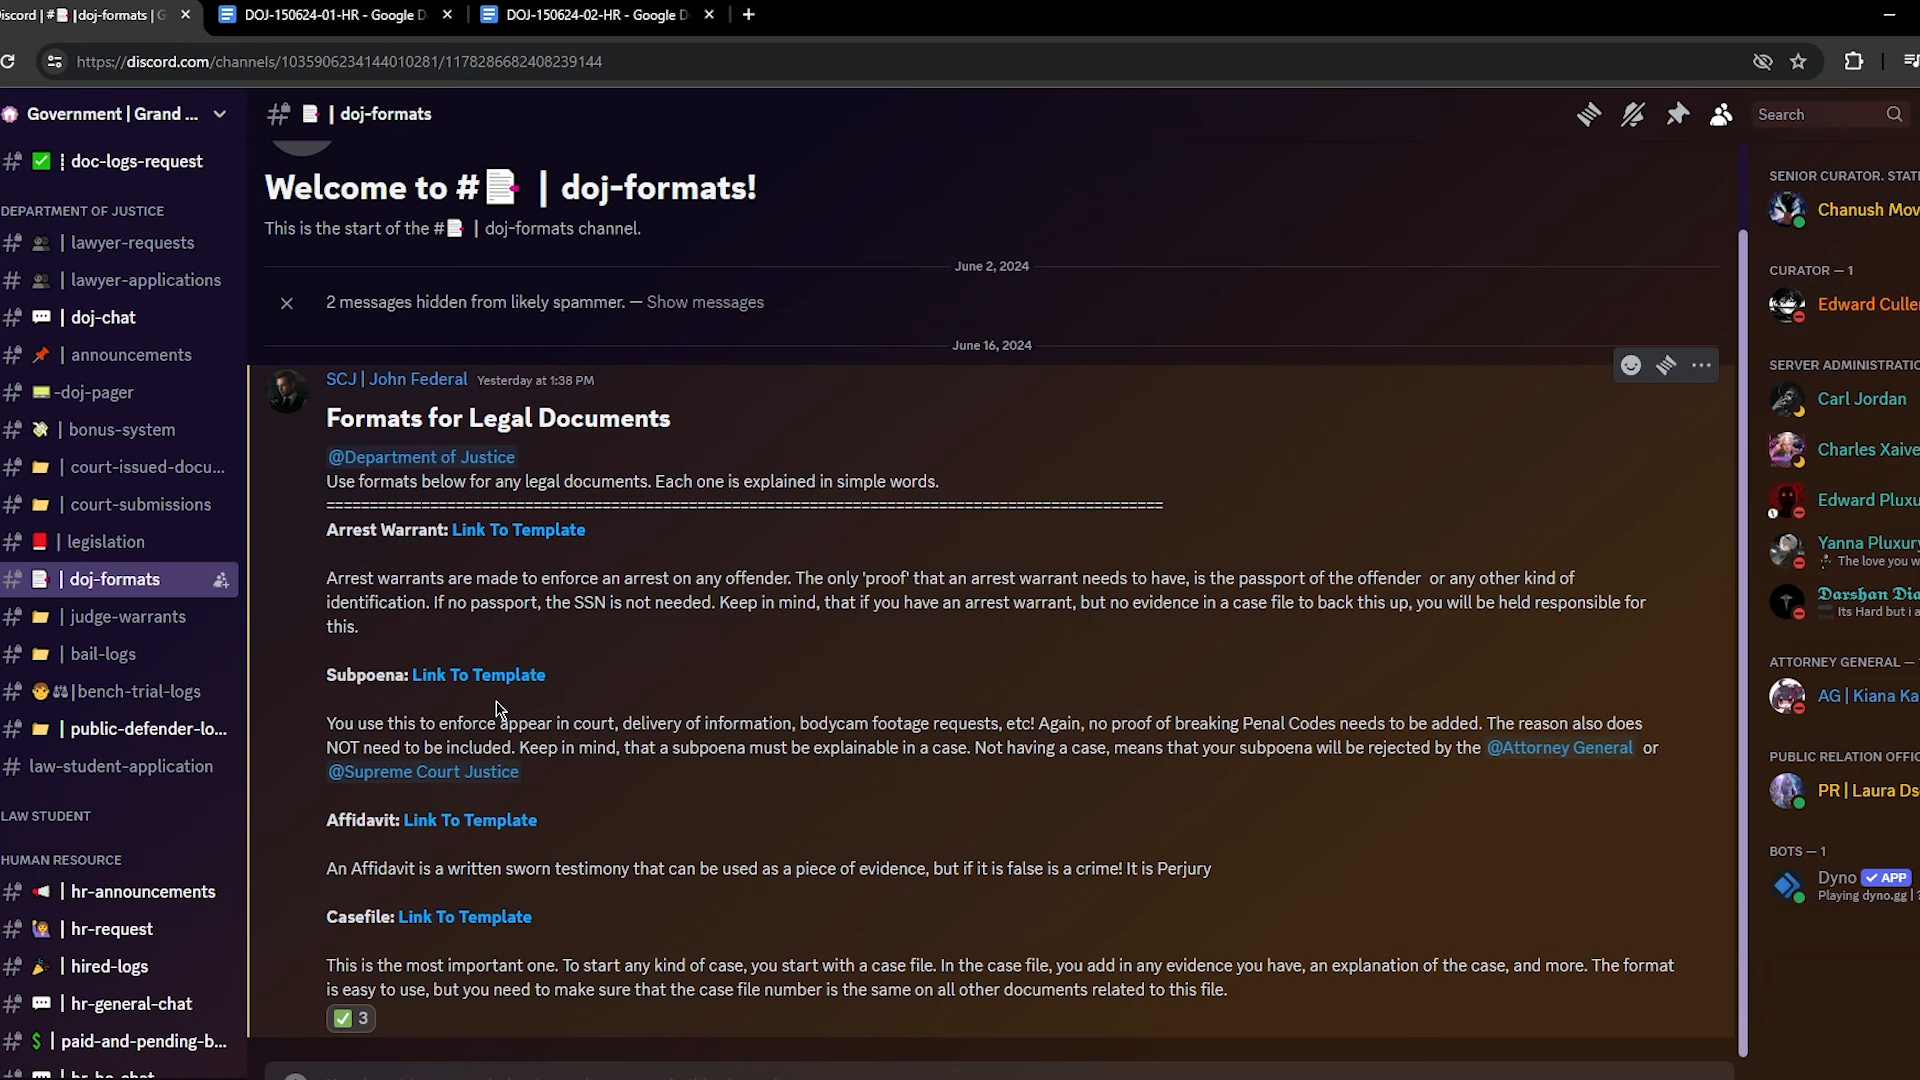 iscord | # | doj-formats | G
DOJ-150624-01-HR - Google D
DOJ-150624-02-HR - Google D
https://discord.com/channels/1035906234144010281/1178286682408239144
Government | Grand ...
# | doj-formats
Search
# ┋ doc-logs-request
DEPARTMENT OF JUSTICE
# | lawyer-requests
# | lawyer-applications
# | doj-chat
# | announcements
# -doj-pager
# | bonus-system
# | court-issued-docu...
# | court-submissions
# | legislation
# | doj-formats
# | judge-warrants
# | bail-logs
# |bench-trial-logs
# | public-defender-lo...
# law-student-application
LAW STUDENT
HUMAN RESOURCE
# | hr-announcements
# | hr-request
# | hired-logs
# | hr-general-chat
# $ | paid-and-pending-b...
Welcome to # | doj-formats!
This is the start of the # | doj-formats channel.
June 2, 2024
2 messages hidden from likely spammer. — Show messages
June 16, 2024
SCJ | John Federal Yesterday at 1:38 PM
Formats for Legal Documents
@Department of Justice
Use formats below for any legal documents. Each one is explained in simple words.
Arrest Warrant: Link To Template
Arrest warrants are made to enforce an arrest on any offender. The only 'proof' that an arrest warrant needs to have, is the passport of the offender or any other kind of
identification. If no passport, the SSN is not needed. Keep in mind, that if you have an arrest warrant, but no evidence in a case file to back this up, you will be held responsible for
this.
Subpoena: Link To Template
You use this to enforce appear in court, delivery of information, bodycam footage requests, etc! Again, no proof of breaking Penal Codes needs to be added. The reason also does
NOT need to be included. Keep in mind, that a subpoena must be explainable in a case. Not having a case, means that your subpoena will be rejected by the @Attorney General or
@Supreme Court Justice
Affidavit: Link To Template
An Affidavit is a written sworn testimony that can be used as a piece of evidence, but if it is false is a crime! It is Perjury
Casefile: Link To Template
This is the most important one. To start any kind of case, you start with a case file. In the case file, you add in any evidence you have, an explanation of the case, and more. The format
is easy to use, but you need to make sure that the case file number is the same on all other documents related to this file.
3
SENIOR CURATOR. STAT
Chanush Mov
CURATOR — 1
Edward Culle
SERVER ADMINISTRATIO
Carl Jordan
Charles Xaive
Edward Pluxu
Yanna Pluxury
The love you w
Darshan Dia
Its Hard but i a
ATTORNEY GENERAL —
AG | Kiana Ka
PUBLIC RELATION OFFIC
PR | Laura Ds
BOTS — 1
Dyno APP
Playing dyno.gg |